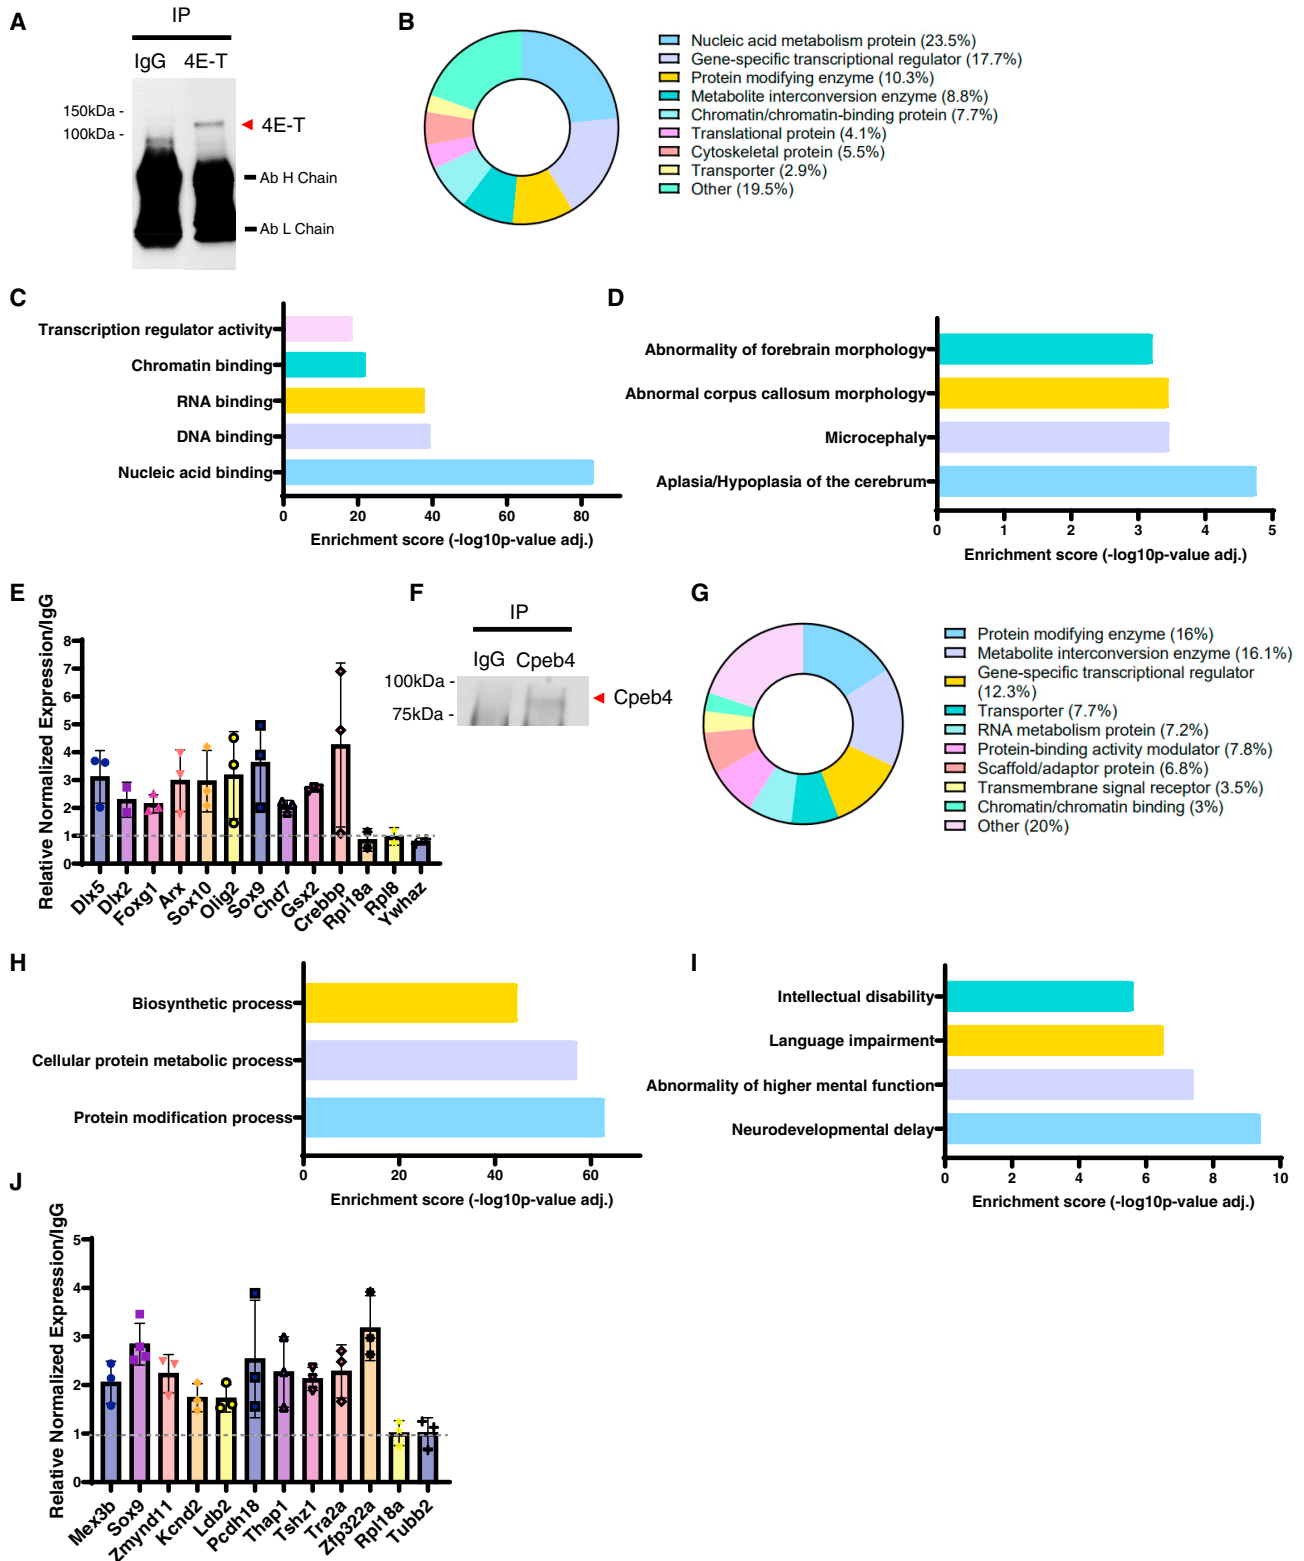 A
IP
IgG
4E-T
150kDa -
100kDa -
4E-T
Ab H Chain
Ab L Chain
B
Nucleic acid metabolism protein (23.5%)
Gene-specific transcriptional regulator (17.7%)
Protein modifying enzyme (10.3%)
Metabolite interconversion enzyme (8.8%)
Chromatin/chromatin-binding protein (7.7%)
Translational protein (4.1%)
Cytoskeletal protein (5.5%)
Transporter (2.9%)
Other (19.5%)
C
Transcription regulator activity
Chromatin binding
RNA binding
DNA binding
Nucleic acid binding
0 20 40 60 80
Enrichment score (-log10p-value adj.)
D
Abnormality of forebrain morphology
Abnormal corpus callosum morphology
Microcephaly
Aplasia/Hypoplasia of the cerebrum
0 1 2 3 4 5
Enrichment score (-log10p-value adj.)
E
Relative Normalized Expression/IgG
8
7
6
5
4
3
2
1
0
Dlx5
Dlx2
Foxg1
Arx
Sox10
Olig2
Sox9
Chd7
Gsx2
Crebbp
Rpl18a
Rpl8
Ywhaz
F
IP
IgG Cpeb4
100kDa -
75kDa -
Cpeb4
G
Protein modifying enzyme (16%)
Metabolite interconversion enzyme (16.1%)
Gene-specific transcriptional regulator
(12.3%)
Transporter (7.7%)
RNA metabolism protein (7.2%)
Protein-binding activity modulator (7.8%)
Scaffold/adaptor protein (6.8%)
Transmembrane signal receptor (3.5%)
Chromatin/chromatin binding (3%)
Other (20%)
H
Biosynthetic process
Cellular protein metabolic process
Protein modification process
0 20 40 60
Enrichment score (-log10p-value adj.)
I
Intellectual disability
Language impairment
Abnormality of higher mental function
Neurodevelopmental delay
0 2 4 6 8 10
Enrichment score (-log10p-value adj.)
J
Relative Normalized Expression/IgG
5
4
3
2
1
0
Mex3b
Sox9
Zmynd11
Kcnd2
Ldb2
Pcdh18
Thap1
Tshz1
Tra2a
Zfp322a
Rpl18a
Tubb2